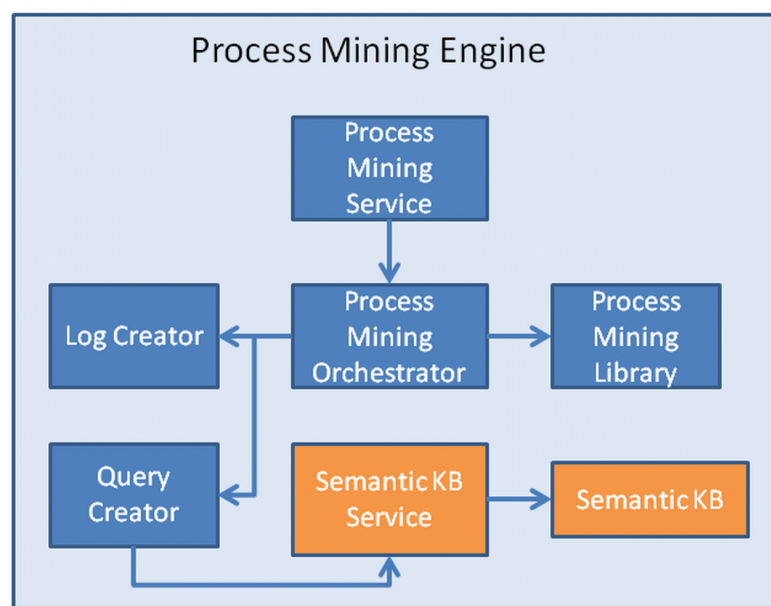 Process Mining Engine
Process
Mining
Service
Log Creator
Process
Mining
Orchestrator
Process
Mining
Library
Query
Creator
Semantic KB
Service
Semantic KB